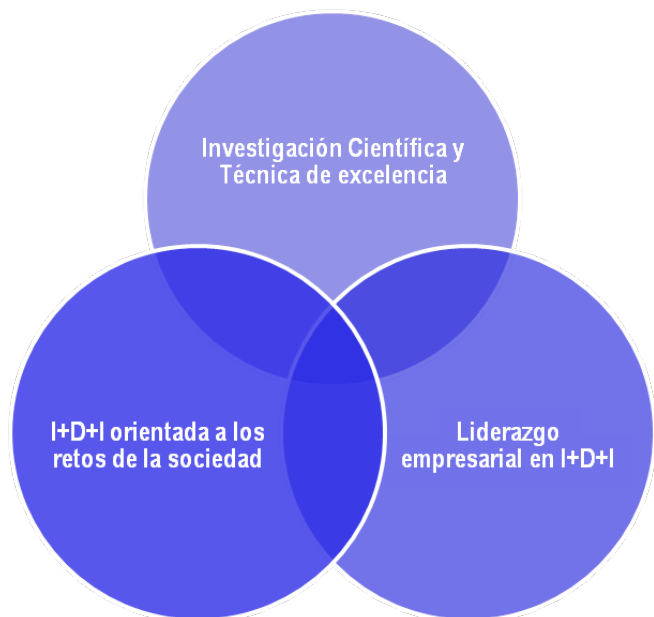 Investigación Científica y
Técnica de excelencia
I+D+I orientada a los
retos de la sociedad
Liderazgo
empresarial en I+D+I